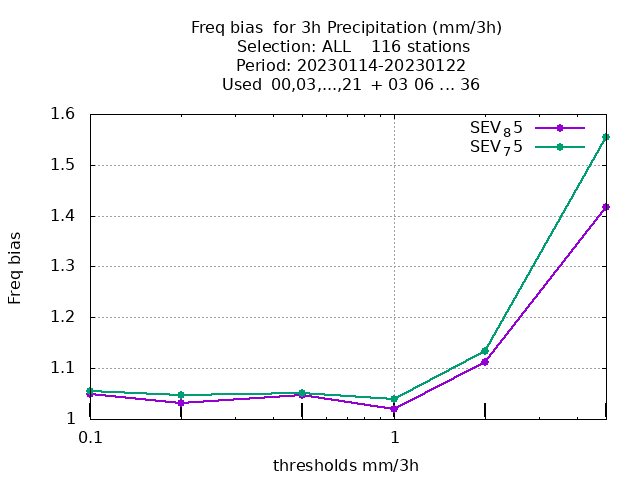 Freq bias  for 3h Precipitation (mm/3h)
Selection: ALL    116 stations
Period: 20230114-20230122
Used  00,03,...,21  + 03 06 ... 36
SEV₈5
SEV₇5
1.6
1.5
1.4
1.3
1.2
1.1
1
Freq bias
0.1
1
thresholds mm/3h